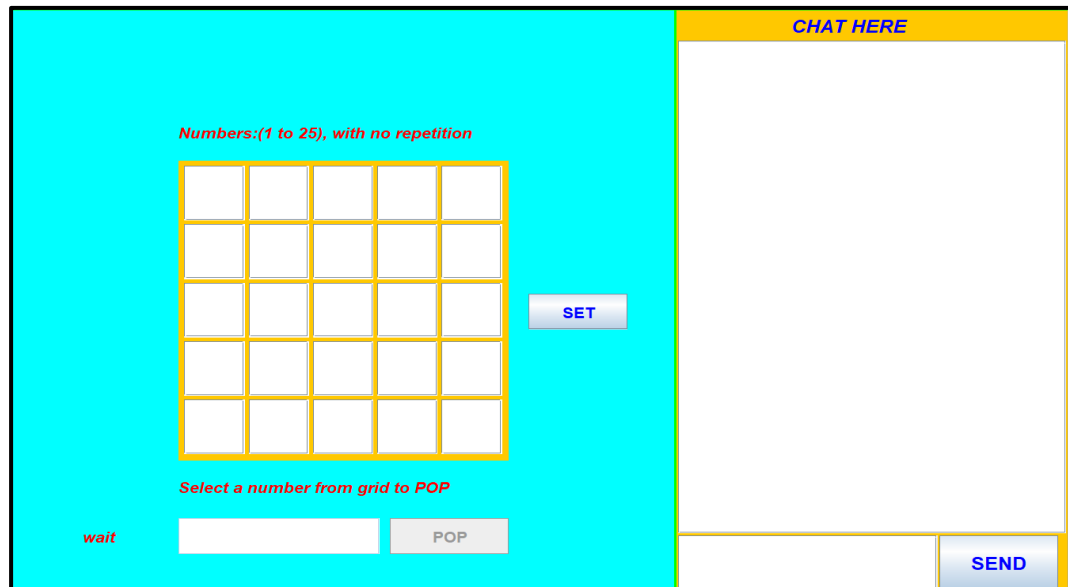 CHAT HERE
Numbers:(1 to 25), with no repetition
SET
Select a number from grid to POP
wait
POP
SEND